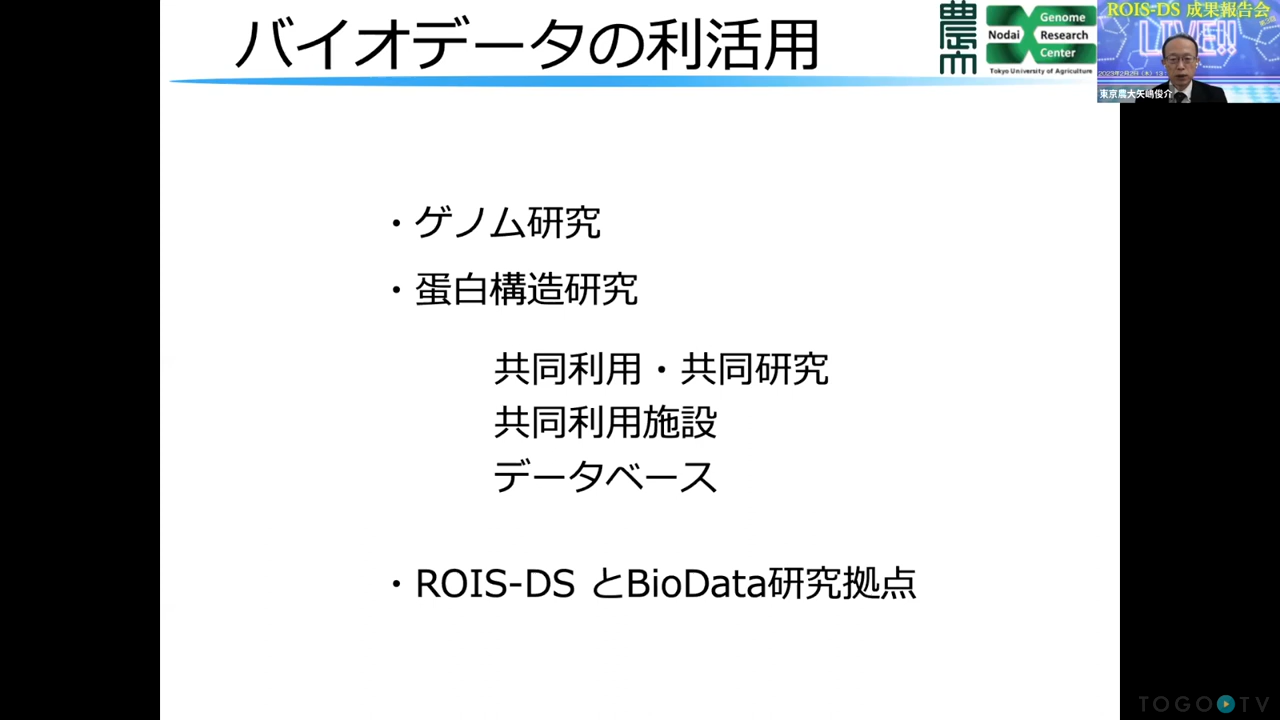 バイオデータの利活用
農大
Genome
Nodai Research
Center
Tokyo University of Agriculture
ROIS-DS 成果報告会
LIVE!!
東京農大矢嶋俊介
・ゲノム研究
・蛋白構造研究
共同利用・共同研究
共同利用施設
データベース
・ROIS-DS とBioData研究拠点
TOGO TV